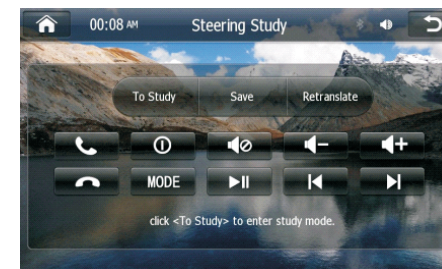 00:08 AM Steering Study
To Study Save Retranslate
MODE
click <To Study> to enter study mode.